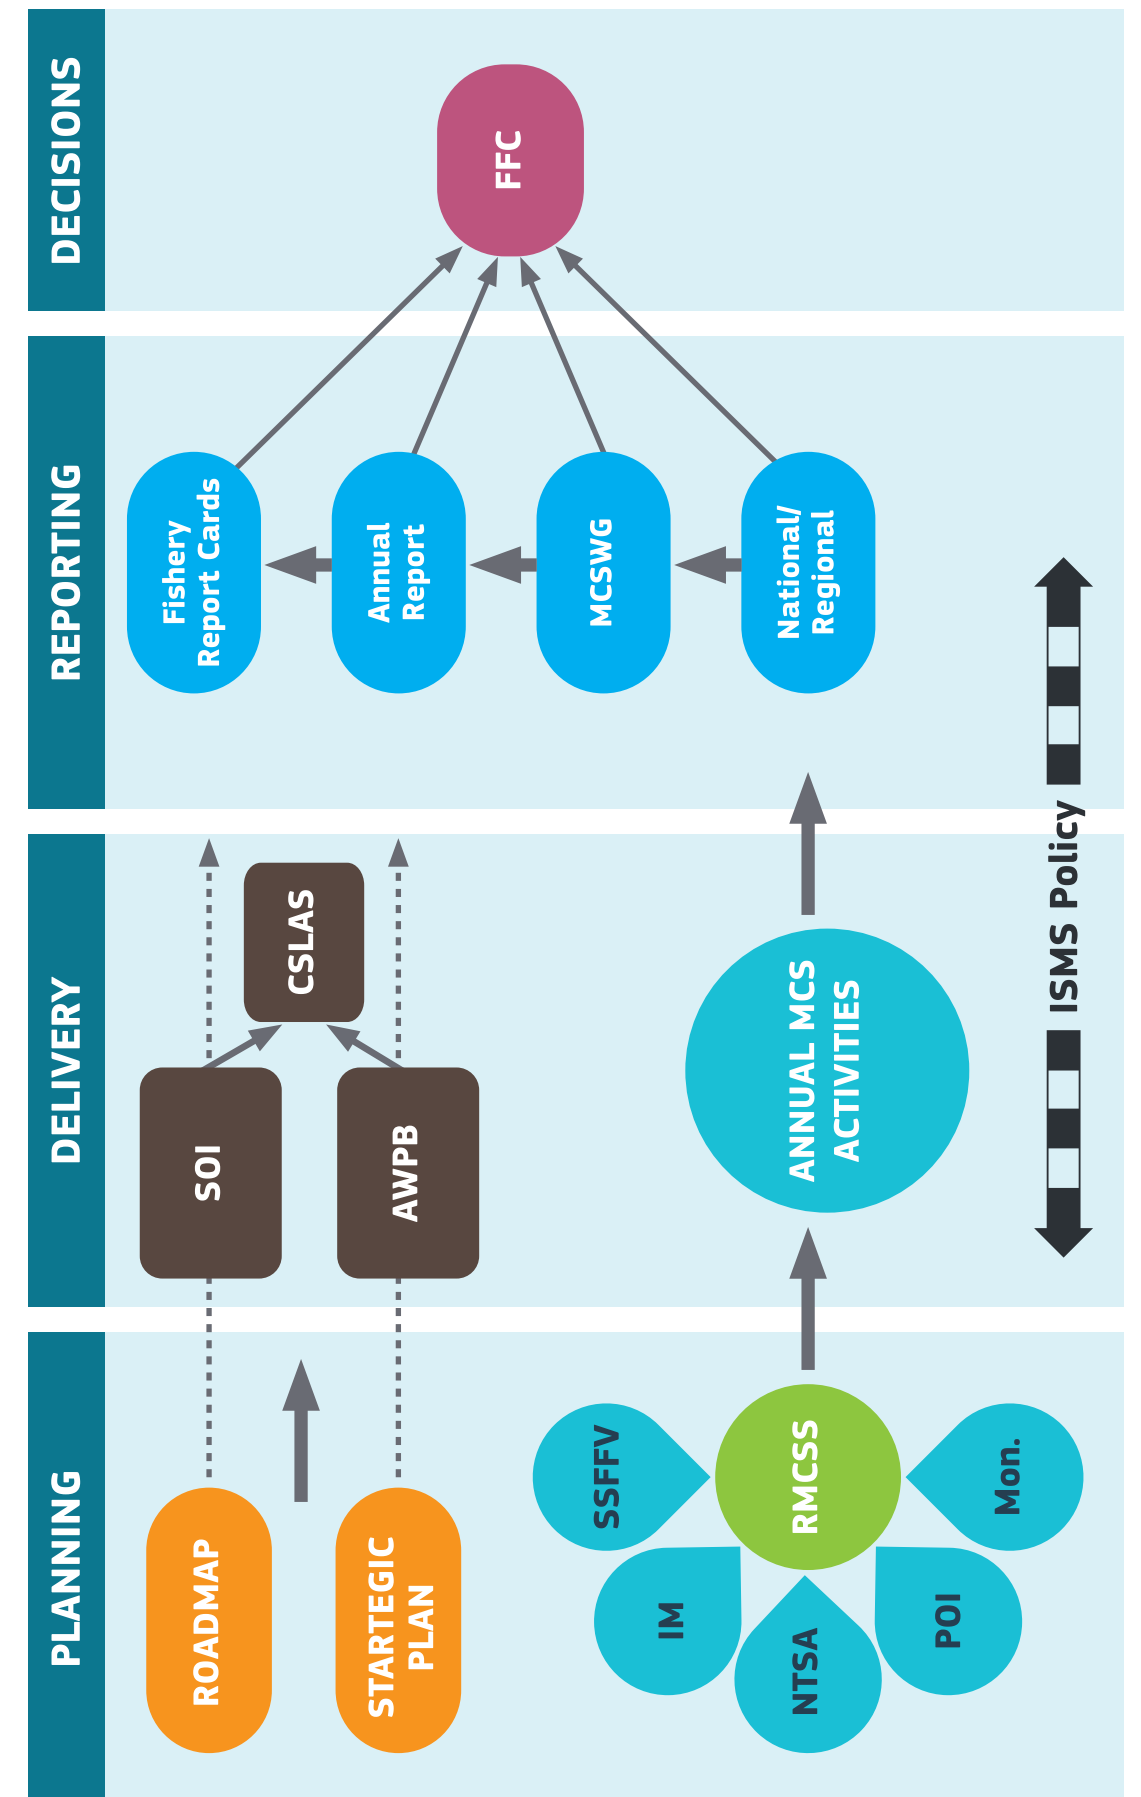 PLANNING
DELIVERY
REPORTING
DECISIONS
ROADMAP
STARTEGIC
PLAN
SOI
AWPB
CSLAS
Fishery
Report Cards
Annual
Report
MCSWG
National/
Regional
FFC
SSFFV
IM
NTSA
POI
Mon.
RMCSS
ANNUAL MCS
ACTIVITIES
ISMS Policy